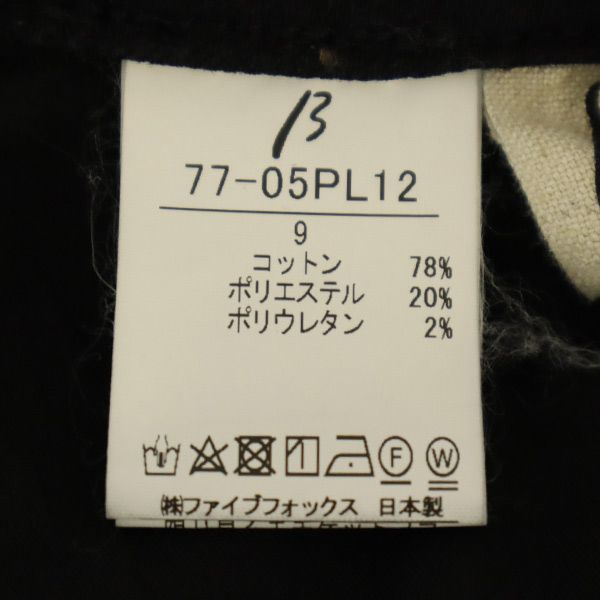 13
77-05PL12
9
コットン 78%
ポリエステル 20%
ポリウレタン 2%
F W
㈱ファイブフォックス 日本製